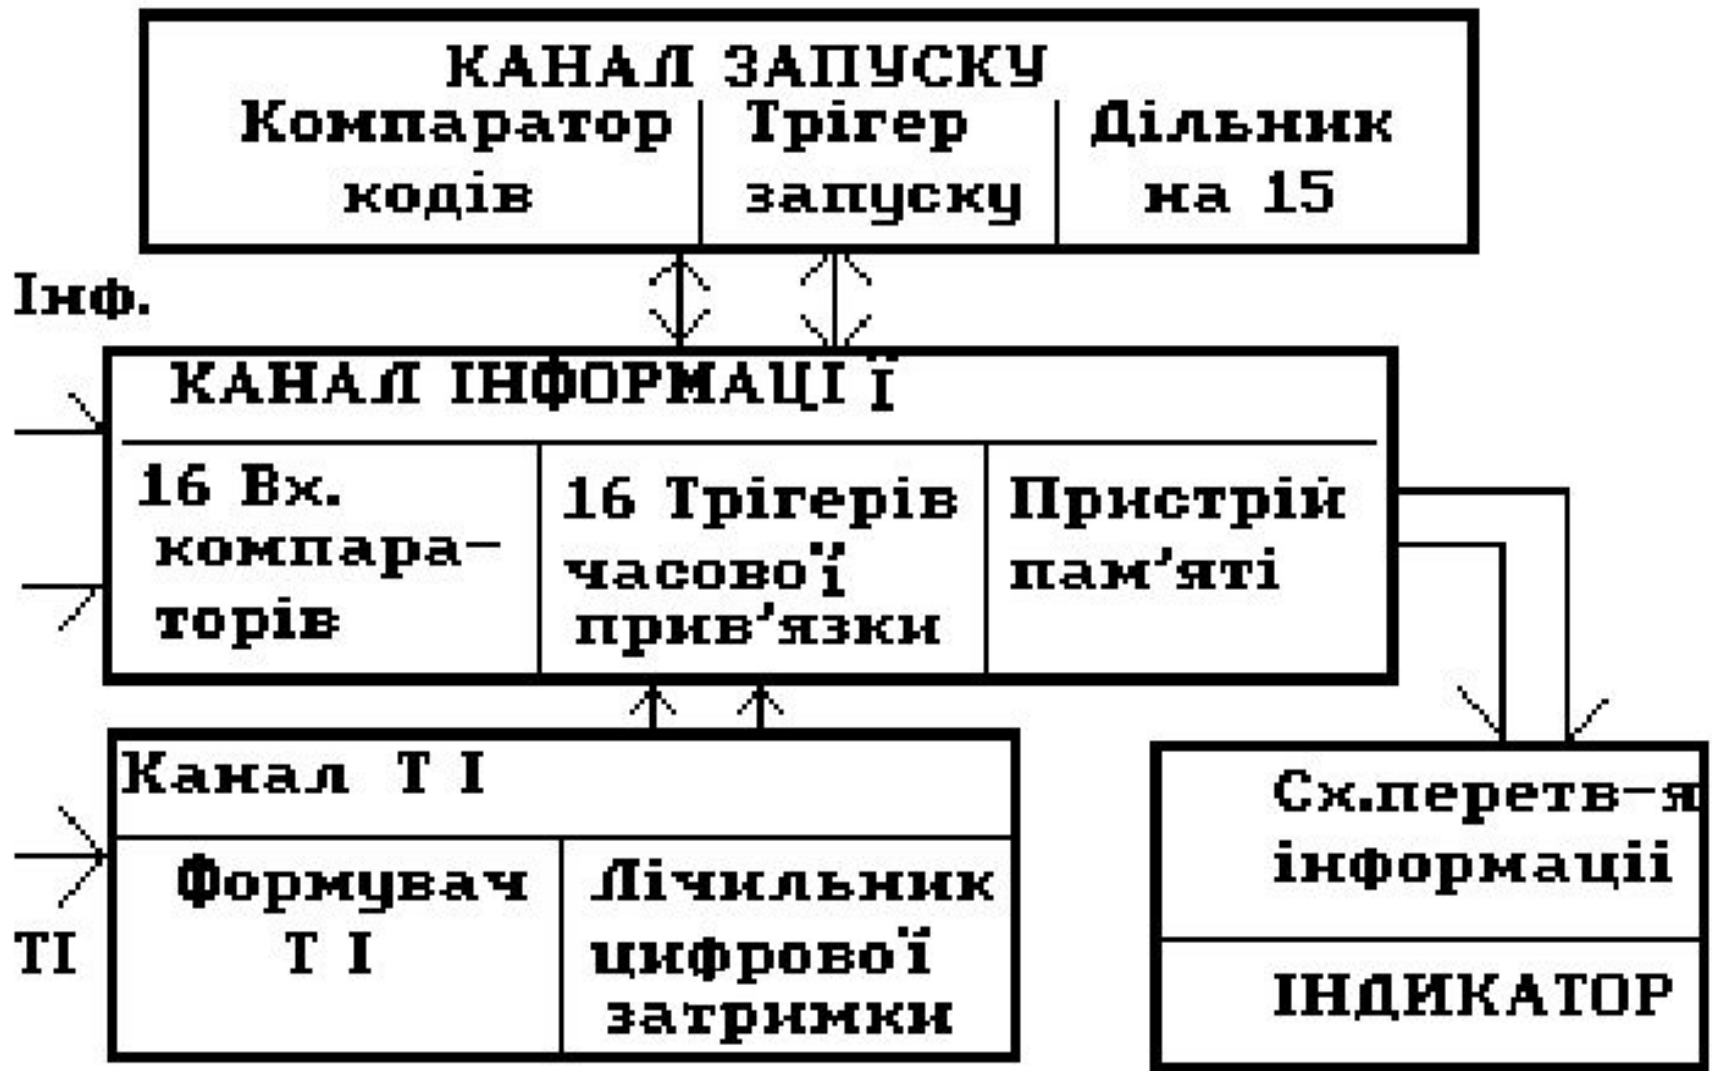 КАНАЛ ЗАПУСКУ
Компаратор
кодів
Трігер
запуску
Дільник
на 15
Інф.
КАНАЛ ІНФОРМАЦІ Ї
16 Вх.
компара-
торів
16 Трігерів
часової
прив'язки
Пристрій
пам'яті
Канал Т І
Формувач
Т І
Лічильник
цифрової
затримки
ТІ
Сх.перетв-я
інформаціі
ІНДИКАТОР